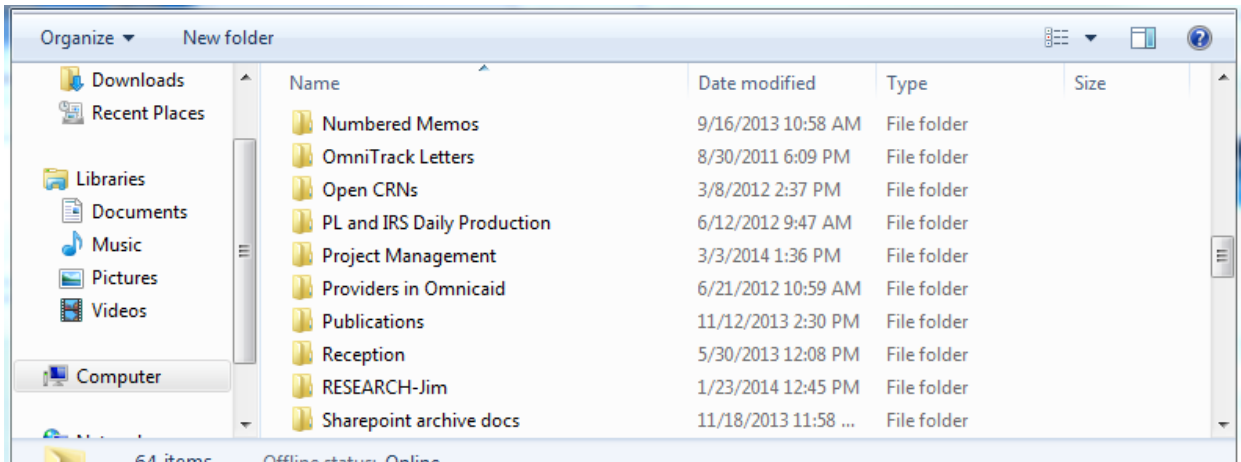 Organize New folder
Downloads
Recent Places
Libraries
Documents
Music
Pictures
Videos
Computer
Name Date modified Type Size
Numbered Memos 9/16/2013 10:58 AM File folder
OmniTrack Letters 8/30/2011 6:09 PM File folder
Open CRNs 3/8/2012 2:37 PM File folder
PL and IRS Daily Production 6/12/2012 9:47 AM File folder
Project Management 3/3/2014 1:36 PM File folder
Providers in Omnicaid 6/21/2012 10:59 AM File folder
Publications 11/12/2013 2:30 PM File folder
Reception 5/30/2013 12:08 PM File folder
RESEARCH-Jim 1/23/2014 12:45 PM File folder
Sharepoint archive docs 11/18/2013 11:58 ... File folder
64 items Offline status: Online